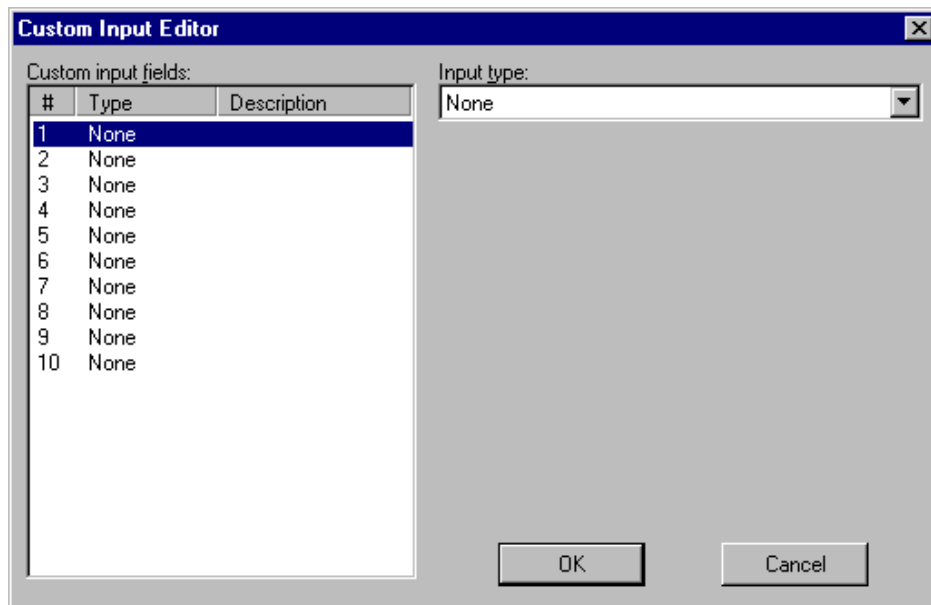 Custom Input Editor
Custom input fields:
# Type Description
1 None
2 None
3 None
4 None
5 None
6 None
7 None
8 None
9 None
10 None
Input type:
None
OK Cancel